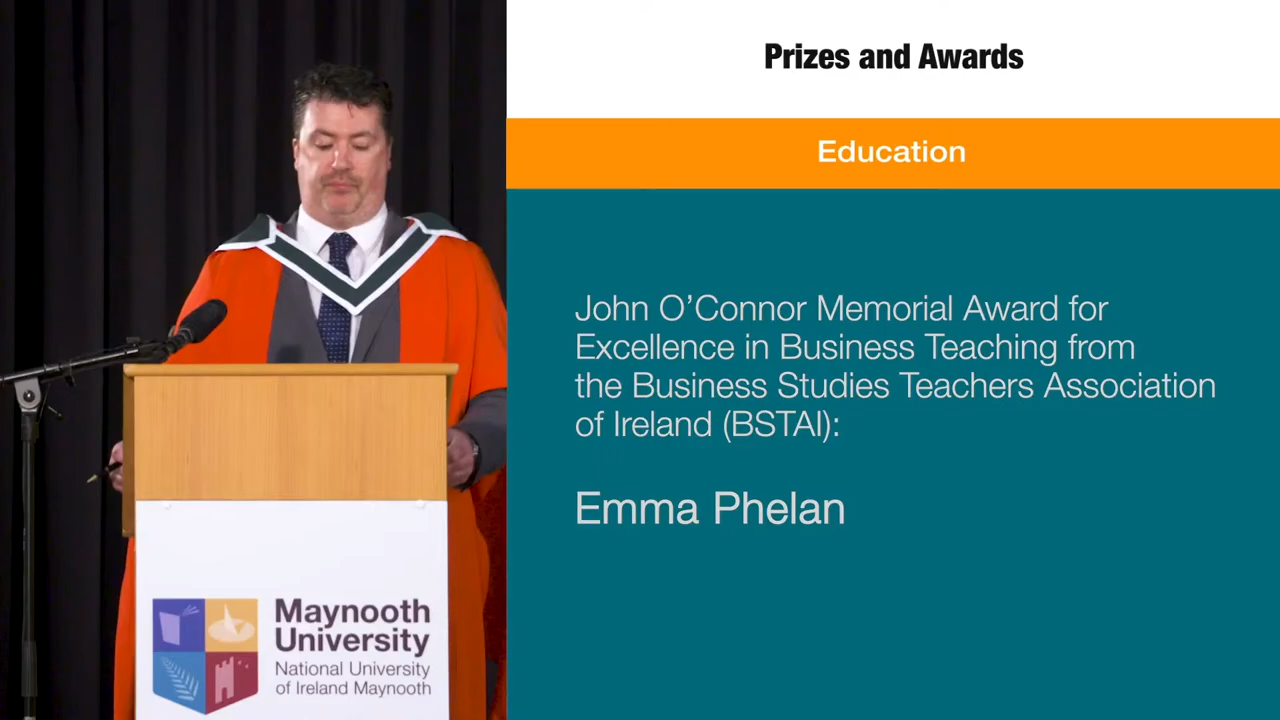 Prizes and Awards
Education
John O’Connor Memorial Award for
Excellence in Business Teaching from
the Business Studies Teachers Association
of Ireland (BSTAI):
Emma Phelan
Maynooth
University
National University
of Ireland Maynooth